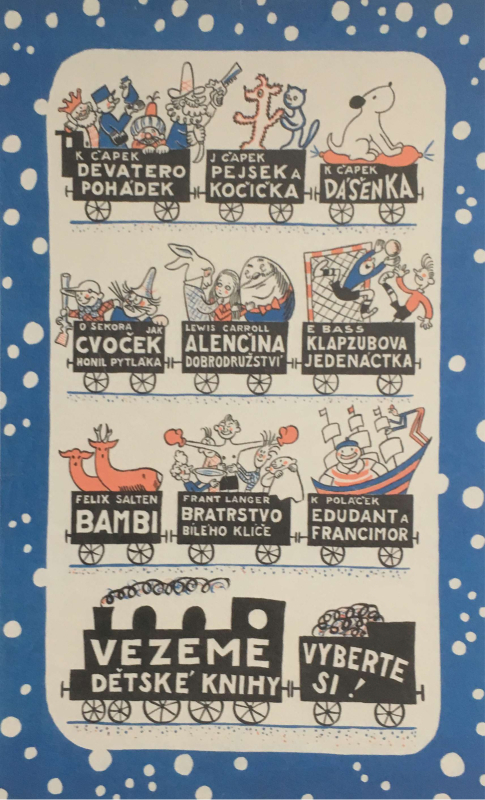 K ČAPEK
DEVATERO
POHÁDEK
J ČAPEK
PEJSEK A
KOČIČKA
K ČAPEK
DÁŠEŇKA
O SEKORA JAK
CVOČEK
HONIL PYTLÁKA
LEWIS CARROLL
ALENČINA
DOBRODRUŽSTVÍ
E BASS
KLAPZUBOVA
JEDENÁCTKA
FELIX SALTEN
BAMBI
FRANT LANGER
BRATRSTVO
BÍLÉHO KLÍČE
K POLÁČEK
EDUDANT A
FRANCIMOR
VEZEME
DĚTSKÉ KNIHY
VYBERTE
SI!